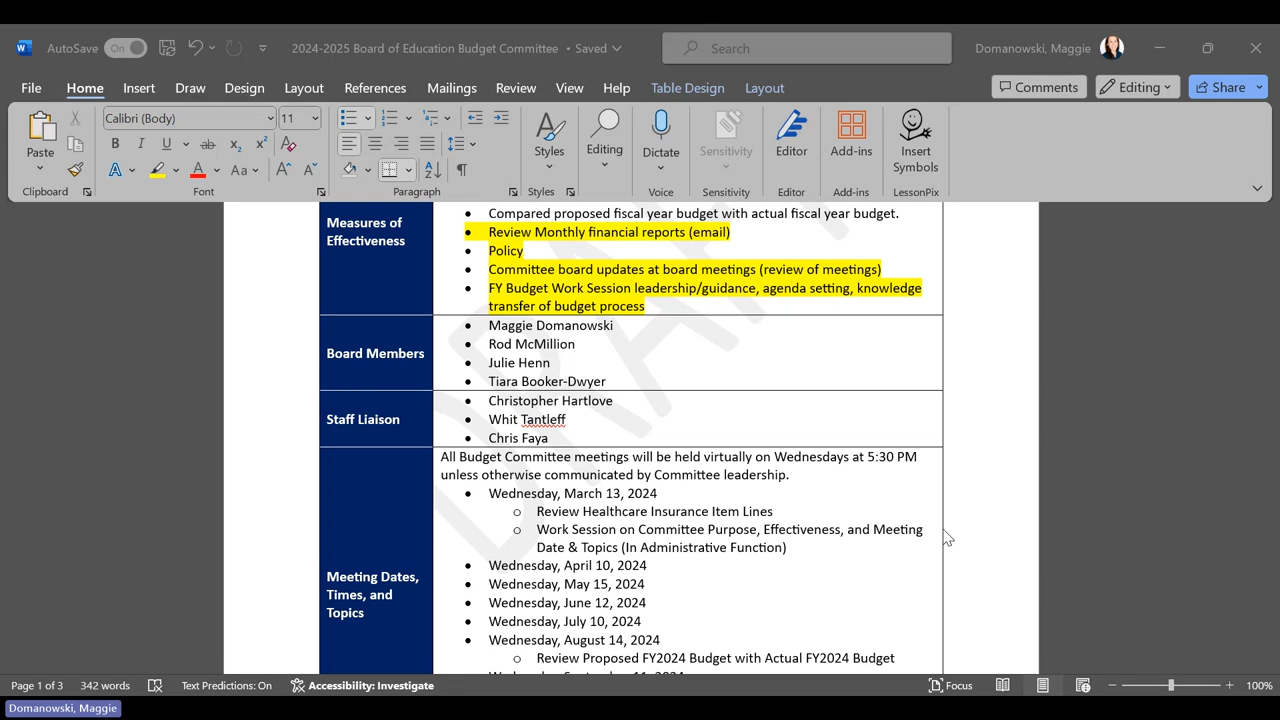 AutoSave On 2024-2025 Board of Education Budget Committee • Saved Search Domanowski, Maggie
File Home Insert Draw Design Layout References Mailings Review View Help Table Design Layout Comments Editing Share
Calibri (Body) 11
Paste Styles Editing Dictate Sensitivity Editor Add-ins Insert Symbols
Clipboard Font Paragraph Styles Voice Sensitivity Editor Add-ins LessonPix
Measures of
Effectiveness
• Compared proposed fiscal year budget with actual fiscal year budget.
• Review Monthly financial reports (email)
• Policy
• Committee board updates at board meetings (review of meetings)
• FY Budget Work Session leadership/guidance, agenda setting, knowledge
transfer of budget process
Board Members
• Maggie Domanowski
• Rod McMillion
• Julie Henn
• Tiara Booker-Dwyer
Staff Liaison
• Christopher Hartlove
• Whit Tantleff
• Chris Faya
Meeting Dates,
Times, and
Topics
All Budget Committee meetings will be held virtually on Wednesdays at 5:30 PM
unless otherwise communicated by Committee leadership.
• Wednesday, March 13, 2024
o Review Healthcare Insurance Item Lines
o Work Session on Committee Purpose, Effectiveness, and Meeting
Date & Topics (In Administrative Function)
• Wednesday, April 10, 2024
• Wednesday, May 15, 2024
• Wednesday, June 12, 2024
• Wednesday, July 10, 2024
• Wednesday, August 14, 2024
o Review Proposed FY2024 Budget with Actual FY2024 Budget
DRAFT
Page 1 of 3 342 words Text Predictions: On Accessibility: Investigate Focus 100%
Domanowski, Maggie